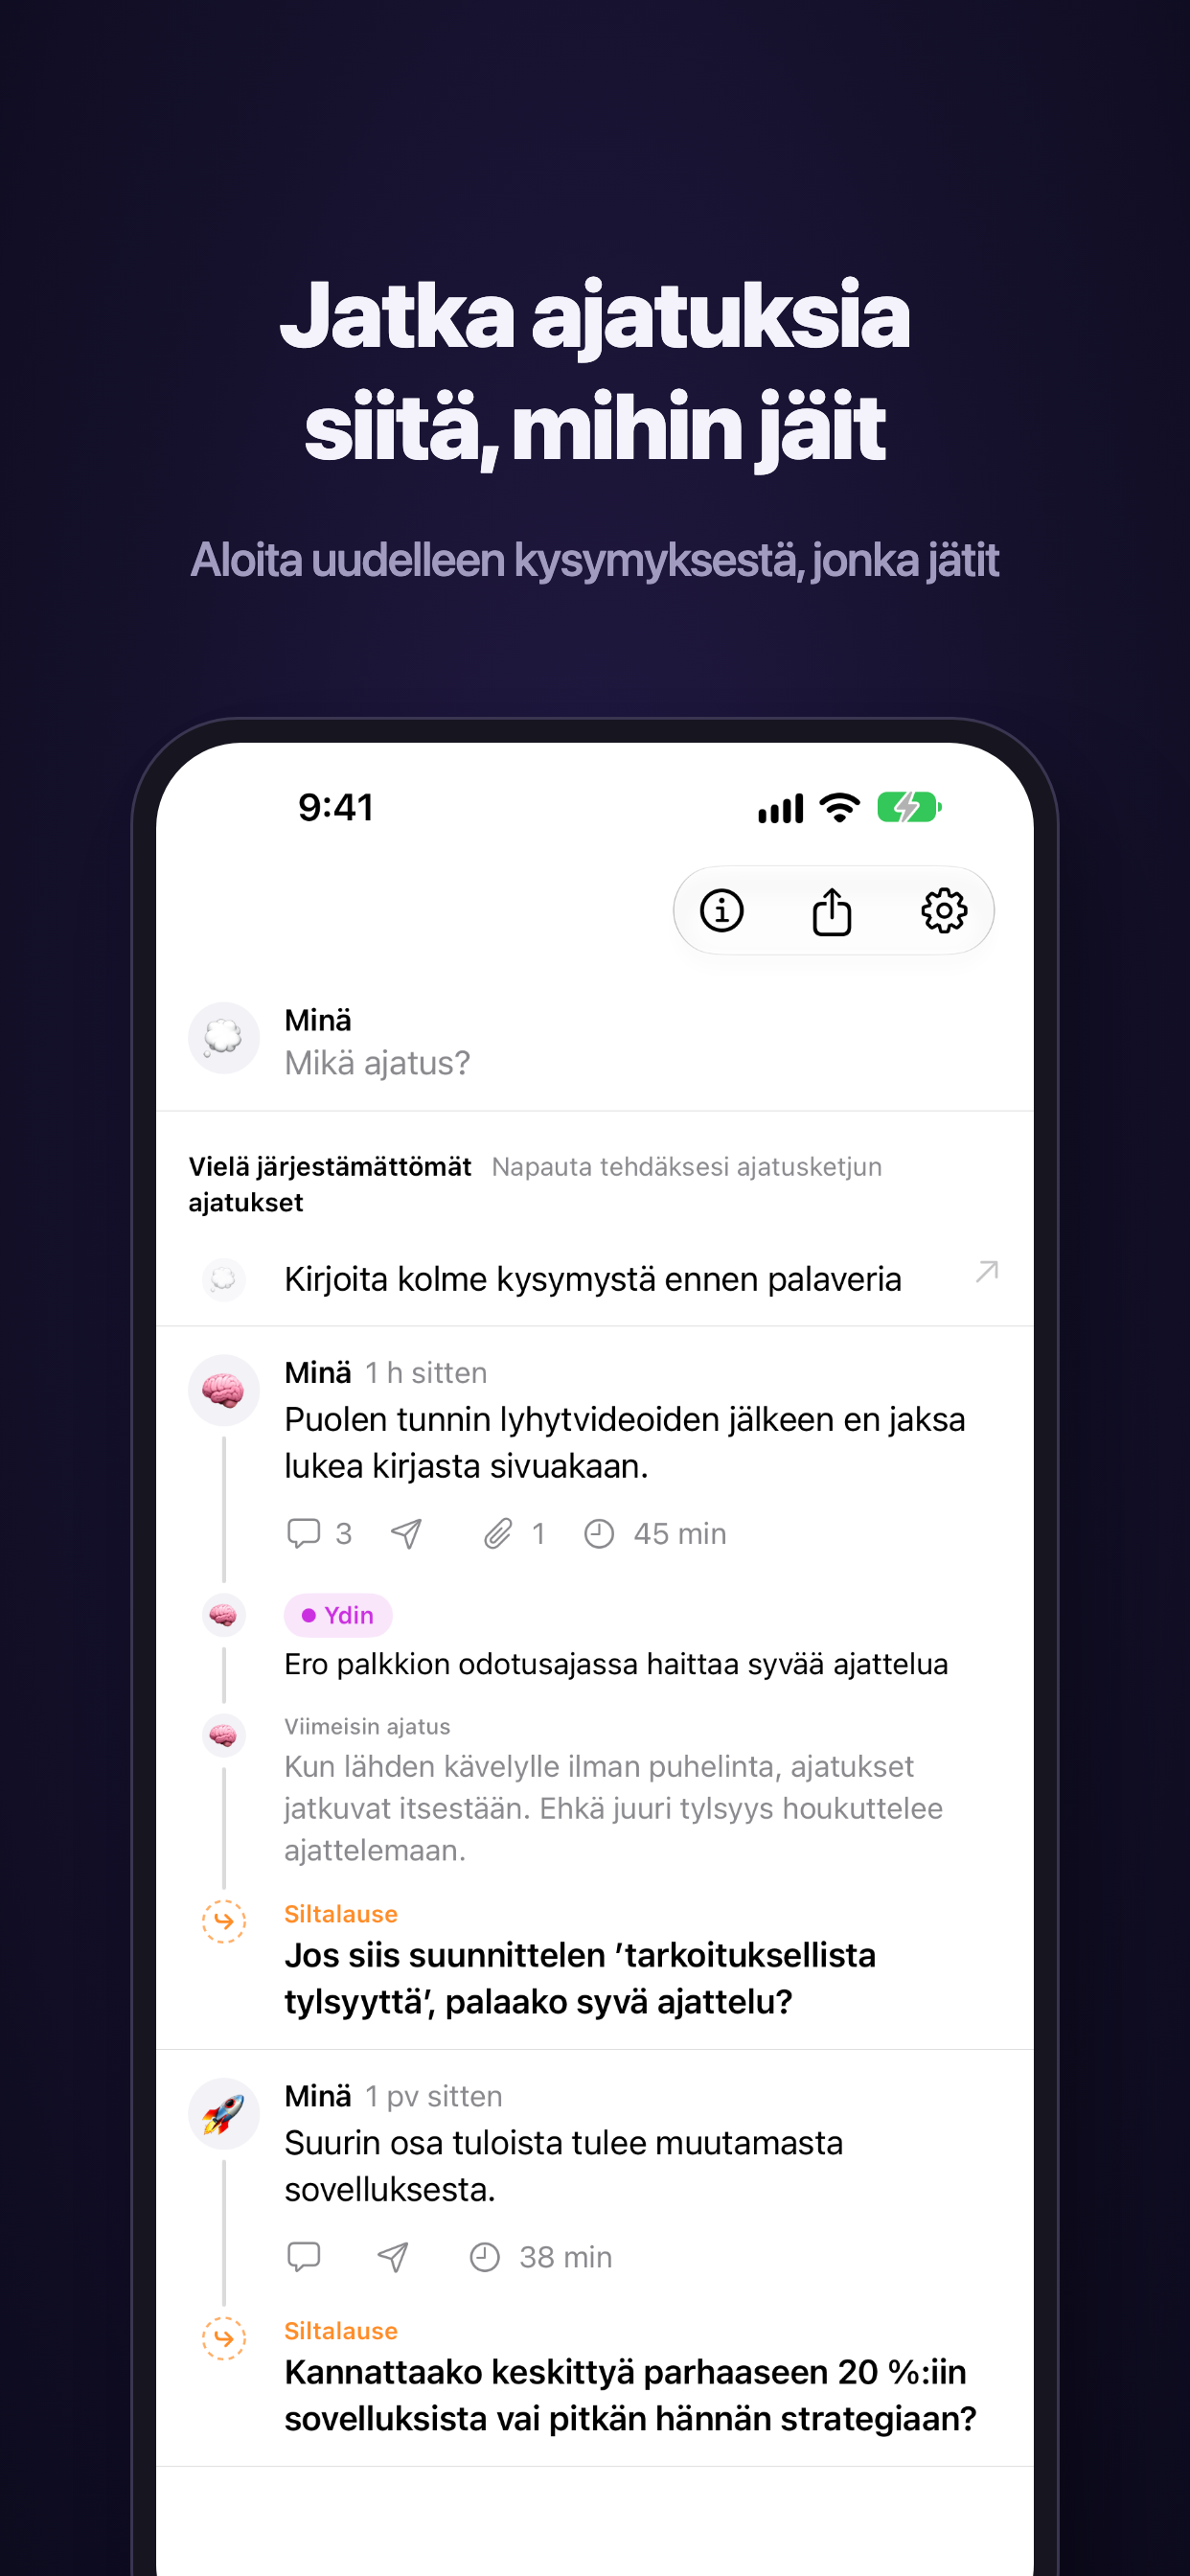 Jatka ajatuksia
siitä, mihin jäit
Aloita uudelleen kysymyksestä, jonka jätit
9:41
Minä
Mikä ajatus?
Vielä järjestämättömät Napauta tehdäksesi ajatusketjun
ajatukset
Kirjoita kolme kysymystä ennen palaveria
Minä 1 h sitten
Puolen tunnin lyhytvideoiden jälkeen en jaksa
lukea kirjasta sivuakaan.
3 1 45 min
Ydin
Ero palkkion odotusajassa haittaa syvää ajattelua
Viimeisin ajatus
Kun lähden kävelylle ilman puhelinta, ajatukset
jatkuvat itsestään. Ehkä juuri tylsyys houkuttelee
ajattelemaan.
Siltalause
Jos siis suunnittelen ’tarkoituksellista
tylsyyttä’, palaako syvä ajattelu?
Minä 1 pv sitten
Suurin osa tuloista tulee muutamasta
sovelluksesta.
38 min
Siltalause
Kannattaako keskittyä parhaaseen 20 %:iin
sovelluksista vai pitkän hännän strategiaan?